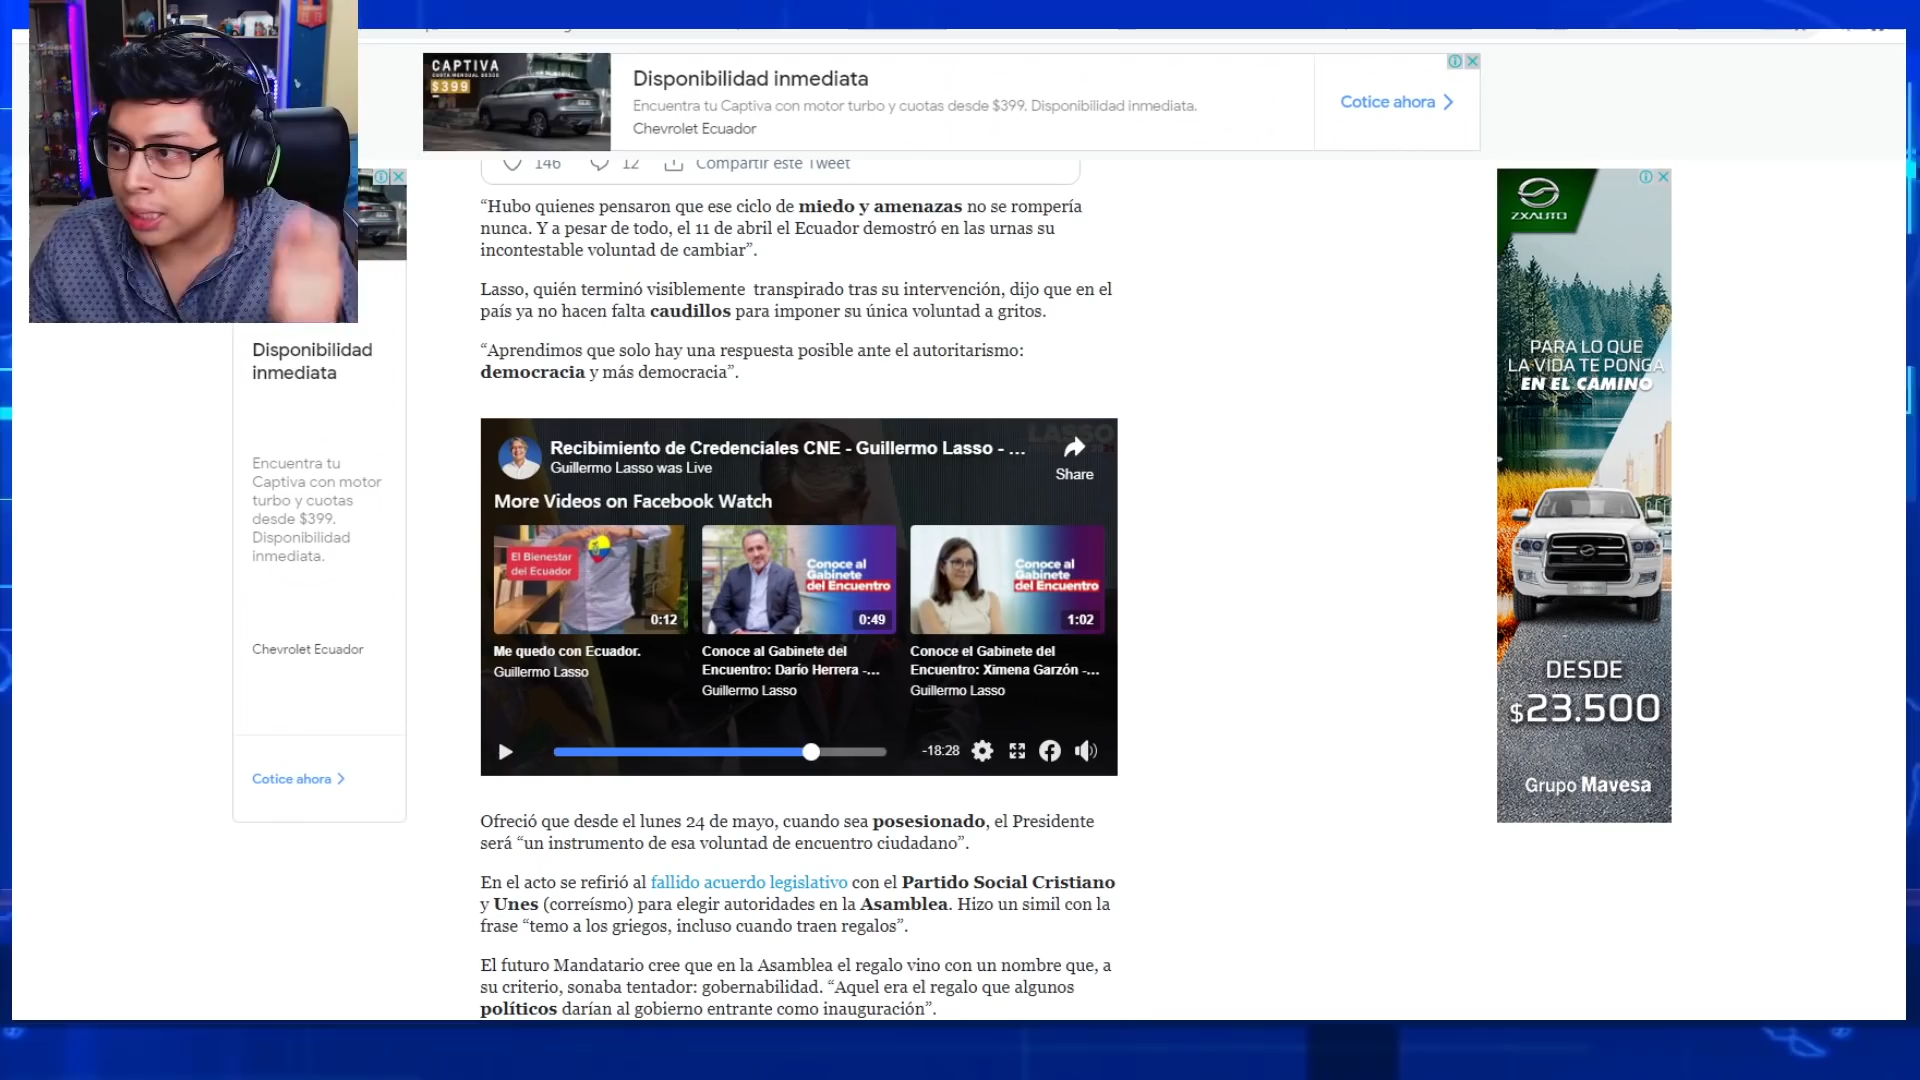 CAPTIVA
CUOTA MENSUAL DESDE
$399
Disponibilidad inmediata
Encuentra tu Captiva con motor turbo y cuotas desde $399. Disponibilidad inmediata.
Chevrolet Ecuador
Cotice ahora
146
12
Compartir este Tweet
“Hubo quienes pensaron que ese ciclo de miedo y amenazas no se rompería
nunca. Y a pesar de todo, el 11 de abril el Ecuador demostró en las urnas su
incontestable voluntad de cambiar”.
Lasso, quién terminó visiblemente transpirado tras su intervención, dijo que en el
país ya no hacen falta caudillos para imponer su única voluntad a gritos.
“Aprendimos que solo hay una respuesta posible ante el autoritarismo:
democracia y más democracia”.
Disponibilidad
inmediata
Encuentra tu
Captiva con motor
turbo y cuotas
desde $399.
Disponibilidad
inmediata.
Chevrolet Ecuador
Cotice ahora
LASSO
Recibimiento de Credenciales CNE - Guillermo Lasso - ...
Guillermo Lasso was Live
Share
More Videos on Facebook Watch
El Bienestar
del Ecuador
0:12
Conoce al
Gabinete
del Encuentro
0:49
Conoce al
Gabinete
del Encuentro
1:02
Me quedo con Ecuador.
Guillermo Lasso
Conoce al Gabinete del
Encuentro: Darío Herrera -...
Guillermo Lasso
Conoce el Gabinete del
Encuentro: Ximena Garzón -...
Guillermo Lasso
-18:28
Ofreció que desde el lunes 24 de mayo, cuando sea posesionado, el Presidente
será “un instrumento de esa voluntad de encuentro ciudadano”.
En el acto se refirió al fallido acuerdo legislativo con el Partido Social Cristiano
y Unes (correísmo) para elegir autoridades en la Asamblea. Hizo un simil con la
frase “temo a los griegos, incluso cuando traen regalos”.
El futuro Mandatario cree que en la Asamblea el regalo vino con un nombre que, a
su criterio, sonaba tentador: gobernabilidad. “Aquel era el regalo que algunos
políticos darían al gobierno entrante como inauguración”.
ZXAUTO
PARA LO QUE
LA VIDA TE PONGA
EN EL CAMINO
DESDE
$23.500
Grupo Mavesa